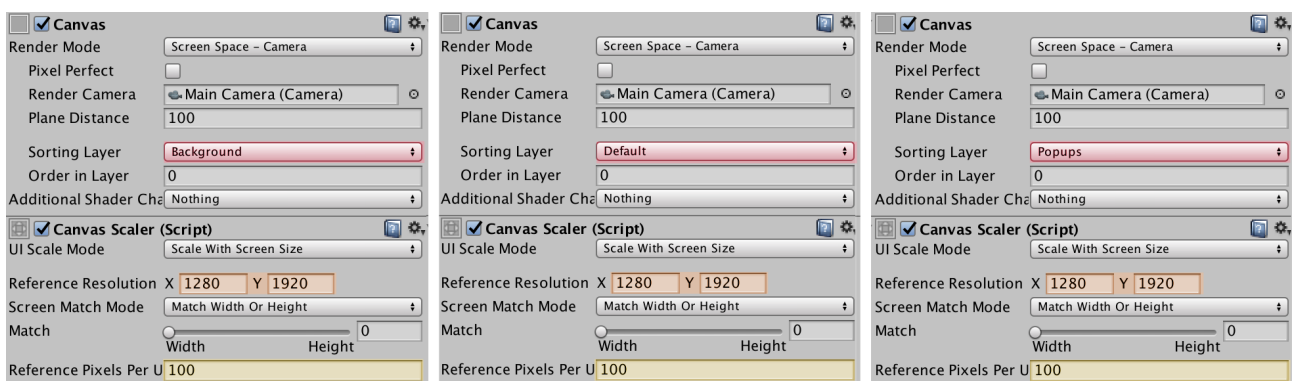 Canvas
Render Mode Screen Space – Camera
Pixel Perfect
Render Camera Main Camera (Camera)
Plane Distance 100
Sorting Layer Background
Order in Layer 0
Additional Shader Cha Nothing
Canvas Scaler (Script)
UI Scale Mode Scale With Screen Size
Reference Resolution X 1280 Y 1920
Screen Match Mode Match Width Or Height
Match 0
Width Height
Reference Pixels Per U 100
Canvas
Render Mode Screen Space – Camera
Pixel Perfect
Render Camera Main Camera (Camera)
Plane Distance 100
Sorting Layer Default
Order in Layer 0
Additional Shader Cha Nothing
Canvas Scaler (Script)
UI Scale Mode Scale With Screen Size
Reference Resolution X 1280 Y 1920
Screen Match Mode Match Width Or Height
Match 0
Width Height
Reference Pixels Per U 100
Canvas
Render Mode Screen Space – Camera
Pixel Perfect
Render Camera Main Camera (Camera)
Plane Distance 100
Sorting Layer Popups
Order in Layer 0
Additional Shader Cha Nothing
Canvas Scaler (Script)
UI Scale Mode Scale With Screen Size
Reference Resolution X 1280 Y 1920
Screen Match Mode Match Width Or Height
Match 0
Width Height
Reference Pixels Per U 100